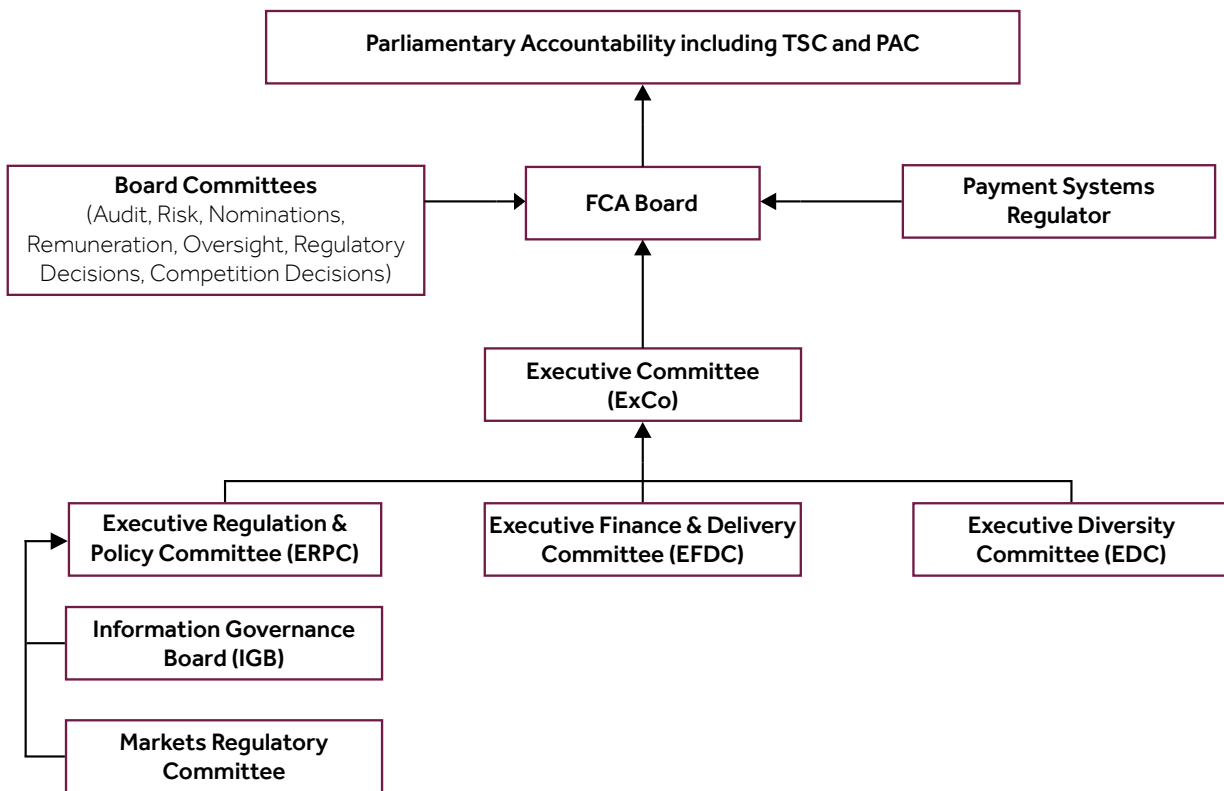 Parliamentary Accountability including TSC and PAC
Board Committees
(Audit, Risk, Nominations,
Remuneration, Oversight, Regulatory
Decisions, Competition Decisions)
FCA Board
Payment Systems
Regulator
Executive Committee
(ExCo)
Executive Regulation &
Policy Committee (ERPC)
Executive Finance & Delivery
Committee (EFDC)
Executive Diversity
Committee (EDC)
Information Governance
Board (IGB)
Markets Regulatory
Committee